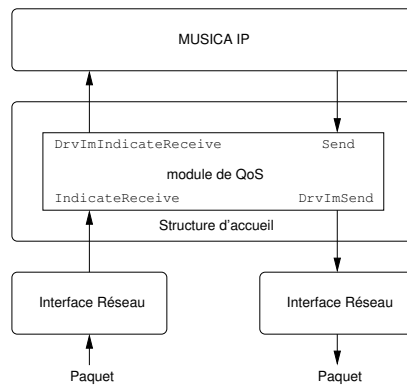 MUSICA IP
DrvImIndicateReceive Send
module de QoS
IndicateReceive DrvImSend
Structure d'accueil
Interface Réseau Interface Réseau
Paquet Paquet